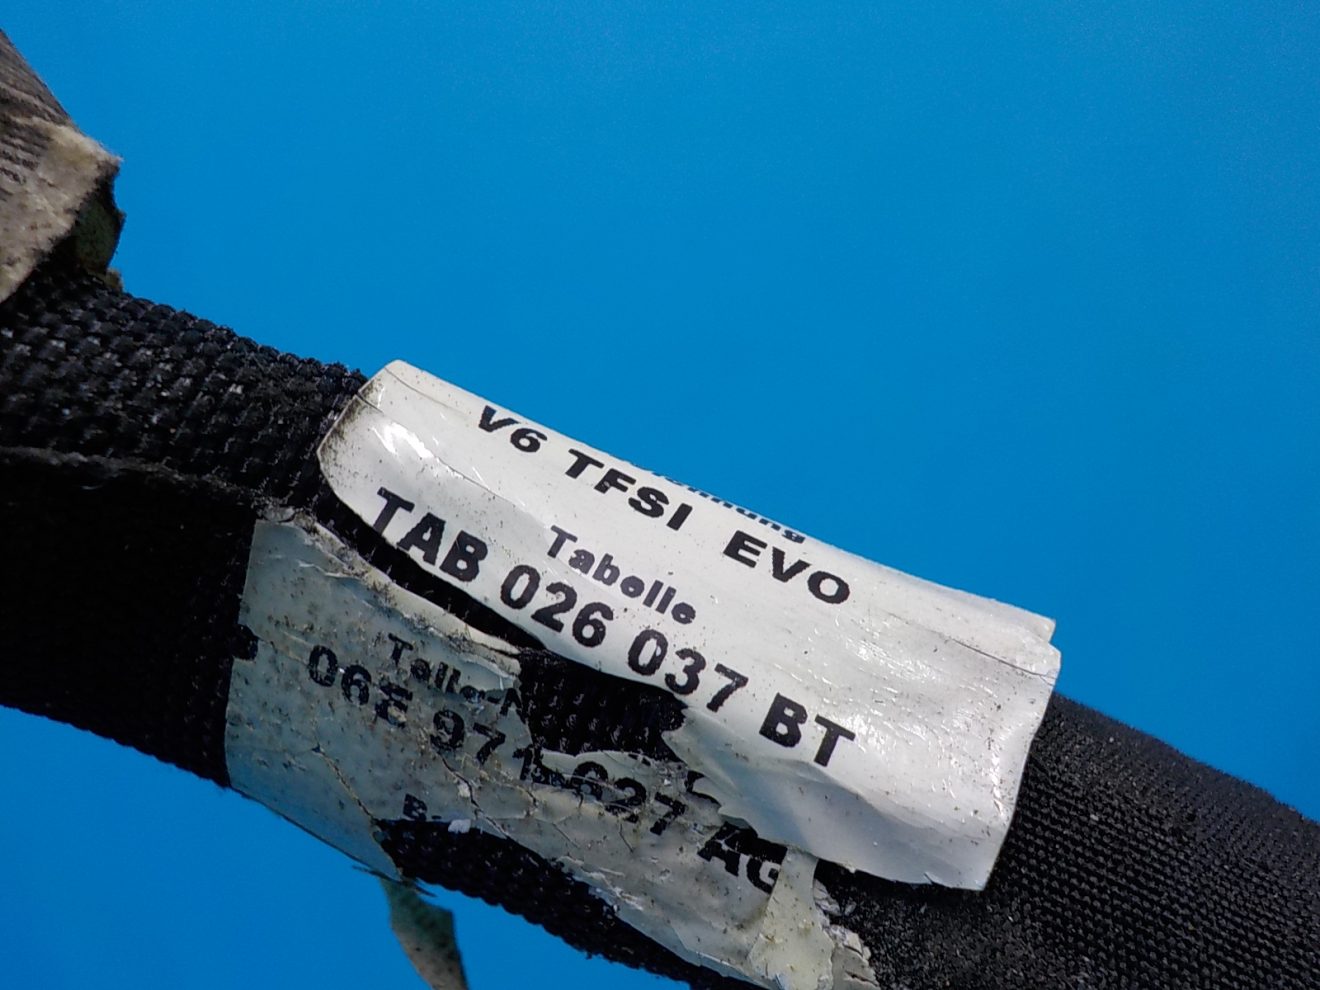 V6 TFSI EVO
Tabelle
TAB 026 037 BT
06E 971 627 AG